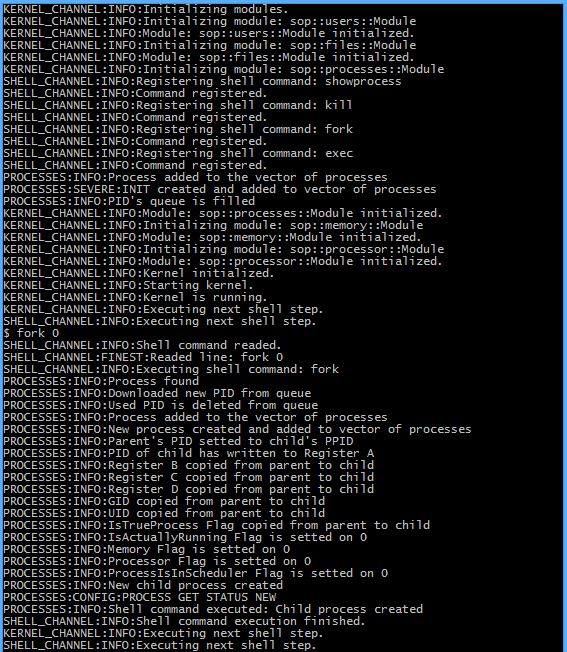 KERNEL_CHANNEL:INFO:Initializing modules.
KERNEL_CHANNEL:INFO:Initializing module: sop::users::Module
KERNEL_CHANNEL:INFO:Module: sop::users::Module initialized.
KERNEL_CHANNEL:INFO:Initializing module: sop::files::Module
KERNEL_CHANNEL:INFO:Module: sop::files::Module initialized.
KERNEL_CHANNEL:INFO:Initializing module: sop::processes::Module
SHELL_CHANNEL:INFO:Registering shell command: showprocess
SHELL_CHANNEL:INFO:Command registered.
SHELL_CHANNEL:INFO:Registering shell command: kill
SHELL_CHANNEL:INFO:Command registered.
SHELL_CHANNEL:INFO:Registering shell command: fork
SHELL_CHANNEL:INFO:Command registered.
SHELL_CHANNEL:INFO:Registering shell command: exec
SHELL_CHANNEL:INFO:Command registered.
PROCESSES:INFO:Process added to the vector of processes
PROCESSES:SEVERE:INIT created and added to vector of processes
PROCESSES:INFO:PID's queue is filled
KERNEL_CHANNEL:INFO:Module: sop::processes::Module initialized.
KERNEL_CHANNEL:INFO:Initializing module: sop::memory::Module
KERNEL_CHANNEL:INFO:Module: sop::memory::Module initialized.
KERNEL_CHANNEL:INFO:Initializing module: sop::processor::Module
KERNEL_CHANNEL:INFO:Module: sop::processor::Module initialized.
KERNEL_CHANNEL:INFO:Kernel initialized.
KERNEL_CHANNEL:INFO:Starting kernel.
KERNEL_CHANNEL:INFO:Kernel is running.
KERNEL_CHANNEL:INFO:Executing next shell step.
SHELL_CHANNEL:INFO:Executing next shell step.
$ fork 0
SHELL_CHANNEL:INFO:Shell command readed.
SHELL_CHANNEL:FINEST:Readed line: fork 0
SHELL_CHANNEL:INFO:Executing shell command: fork
PROCESSES:INFO:Process found
PROCESSES:INFO:Downloaded new PID from queue
PROCESSES:INFO:Used PID is deleted from queue
PROCESSES:INFO:Process added to the vector of processes
PROCESSES:INFO:New process created and added to vector of processes
PROCESSES:INFO:Parent's PID setted to child's PPID
PROCESSES:INFO:PID of child has written to Register A
PROCESSES:INFO:Register B copied from parent to child
PROCESSES:INFO:Register C copied from parent to child
PROCESSES:INFO:Register D copied from parent to child
PROCESSES:INFO:GID copied from parent to child
PROCESSES:INFO:UID copied from parent to child
PROCESSES:INFO:IsTrueProcess Flag copied from parent to child
PROCESSES:INFO:IsActuallyRunning Flag is setted on 0
PROCESSES:INFO:Memory Flag is setted on 0
PROCESSES:INFO:Processor Flag is setted on 0
PROCESSES:INFO:ProcessIsInScheduler Flag is setted on 0
PROCESSES:INFO:New child process created
PROCESSES:CONFIG:PROCESS GET STATUS NEW
PROCESSES:INFO:Shell command executed: Child process created
SHELL_CHANNEL:INFO:Shell command execution finished.
KERNEL_CHANNEL:INFO:Executing next shell step.
SHELL_CHANNEL:INFO:Executing next shell step.